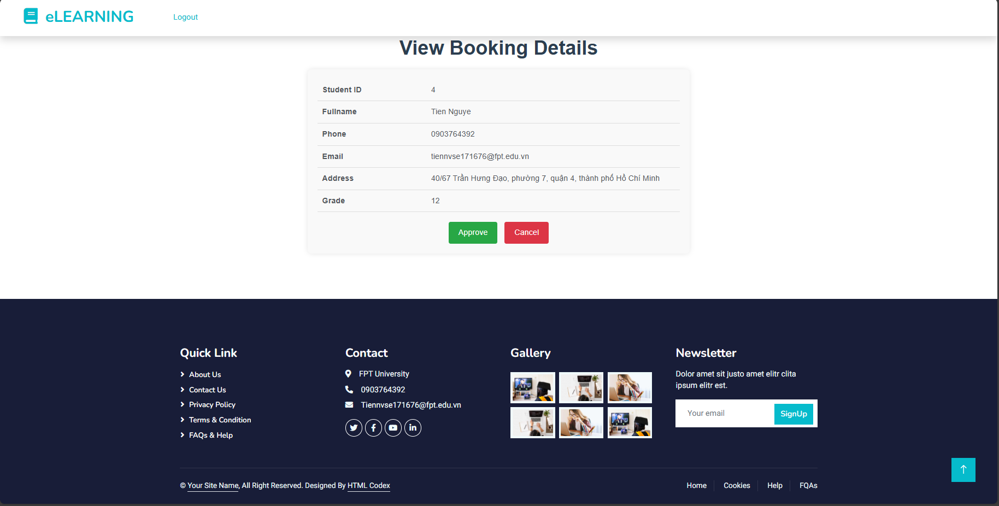 eLEARNING
Logout
View Booking Details
Student ID 4
Fullname Tien Nguye
Phone 0903764392
Email tiennvse171676@fpt.edu.vn
Address 40/67 Trần Hưng Đạo, phường 7, quận 4, thành phố Hồ Chí Minh
Grade 12
Approve Cancel
Quick Link
About Us
Contact Us
Privacy Policy
Terms & Condition
FAQs & Help
Contact
FPT University
0903764392
Tiennvse171676@fpt.edu.vn
Gallery
Newsletter
Dolor amet sit justo amet elitr clita
ipsum elitr est.
Your email SignUp
© Your Site Name, All Right Reserved. Designed By HTML Codex
Home Cookies Help FQAs